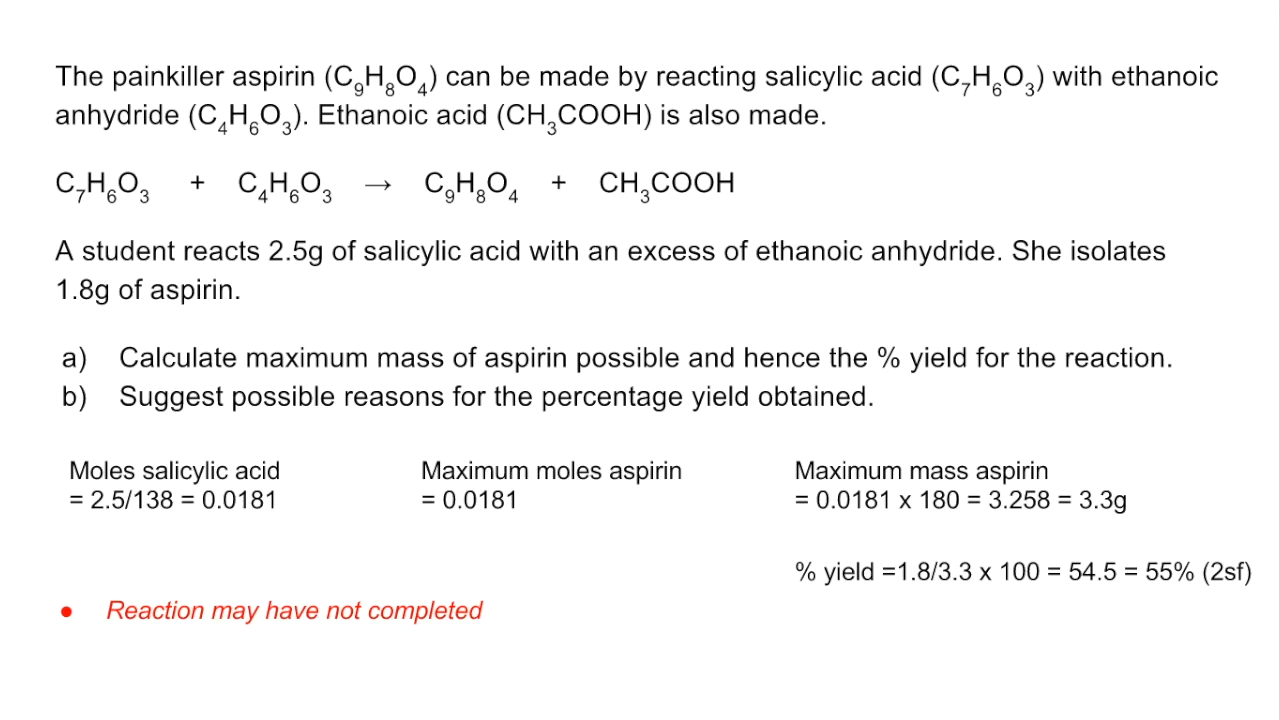 The painkiller aspirin (C₉H₈O₄) can be made by reacting salicylic acid (C₇H₆O₃) with ethanoic
anhydride (C₄H₆O₃). Ethanoic acid (CH₃COOH) is also made.
C₇H₆O₃ + C₄H₆O₃ → C₉H₈O₄ + CH₃COOH
A student reacts 2.5g of salicylic acid with an excess of ethanoic anhydride. She isolates
1.8g of aspirin.
a) Calculate maximum mass of aspirin possible and hence the % yield for the reaction.
b) Suggest possible reasons for the percentage yield obtained.
Moles salicylic acid
= 2.5/138 = 0.0181
Maximum moles aspirin
= 0.0181
Maximum mass aspirin
= 0.0181 x 180 = 3.258 = 3.3g
% yield =1.8/3.3 x 100 = 54.5 = 55% (2sf)
● Reaction may have not completed